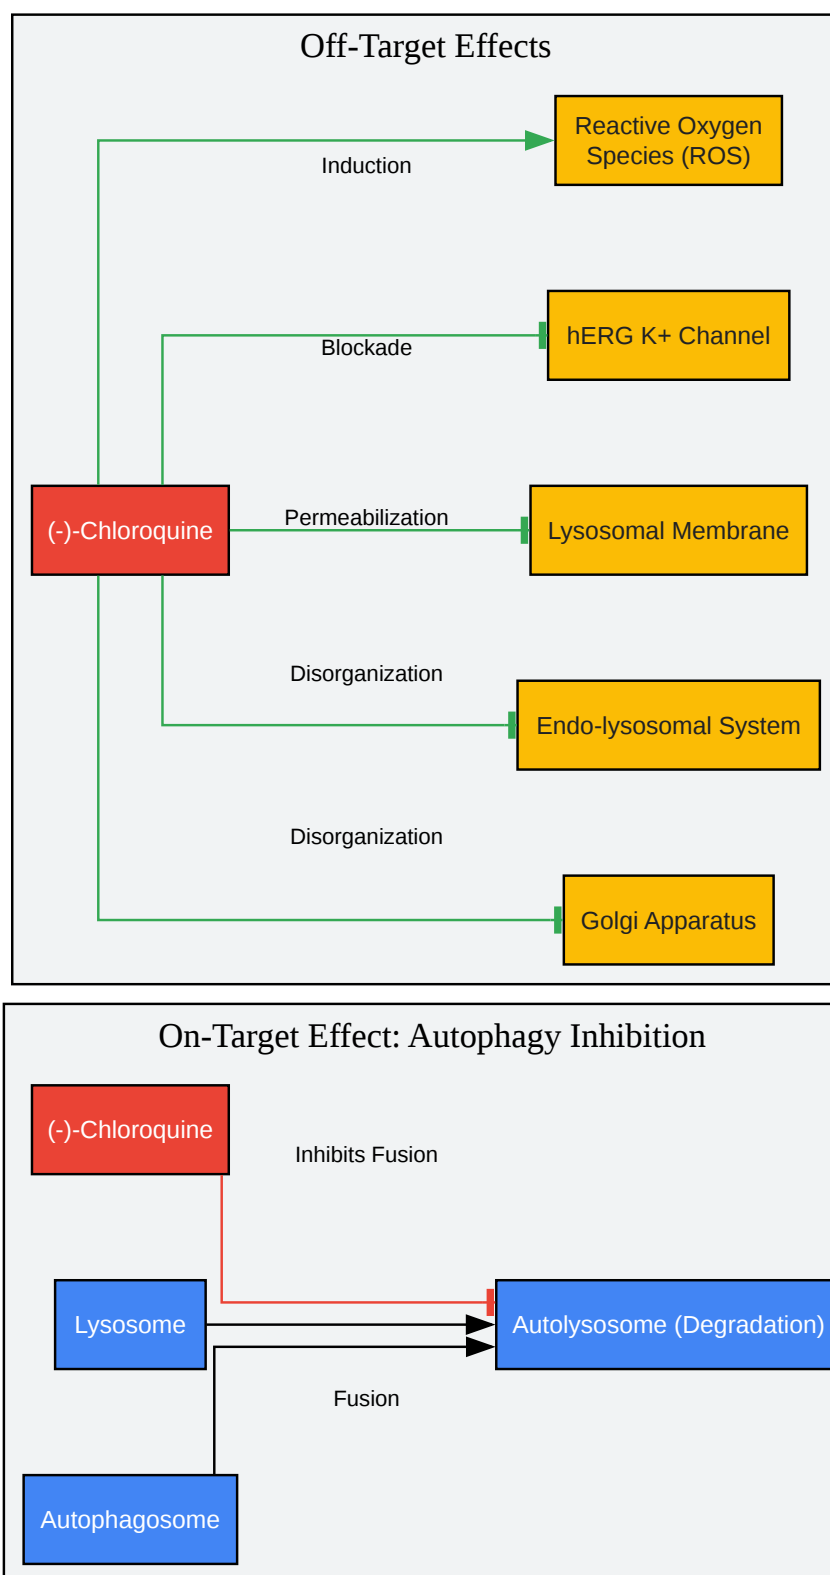 Off-Target Effects
Reactive Oxygen
Species (ROS)
Induction
hERG K+ Channel
Blockade
(-)-Chloroquine
Permeabilization
Lysosomal Membrane
Disorganization
Endo-lysosomal System
Disorganization
Golgi Apparatus
On-Target Effect: Autophagy Inhibition
(-)-Chloroquine
Inhibits Fusion
Lysosome
Autolysosome (Degradation)
Fusion
Autophagosome